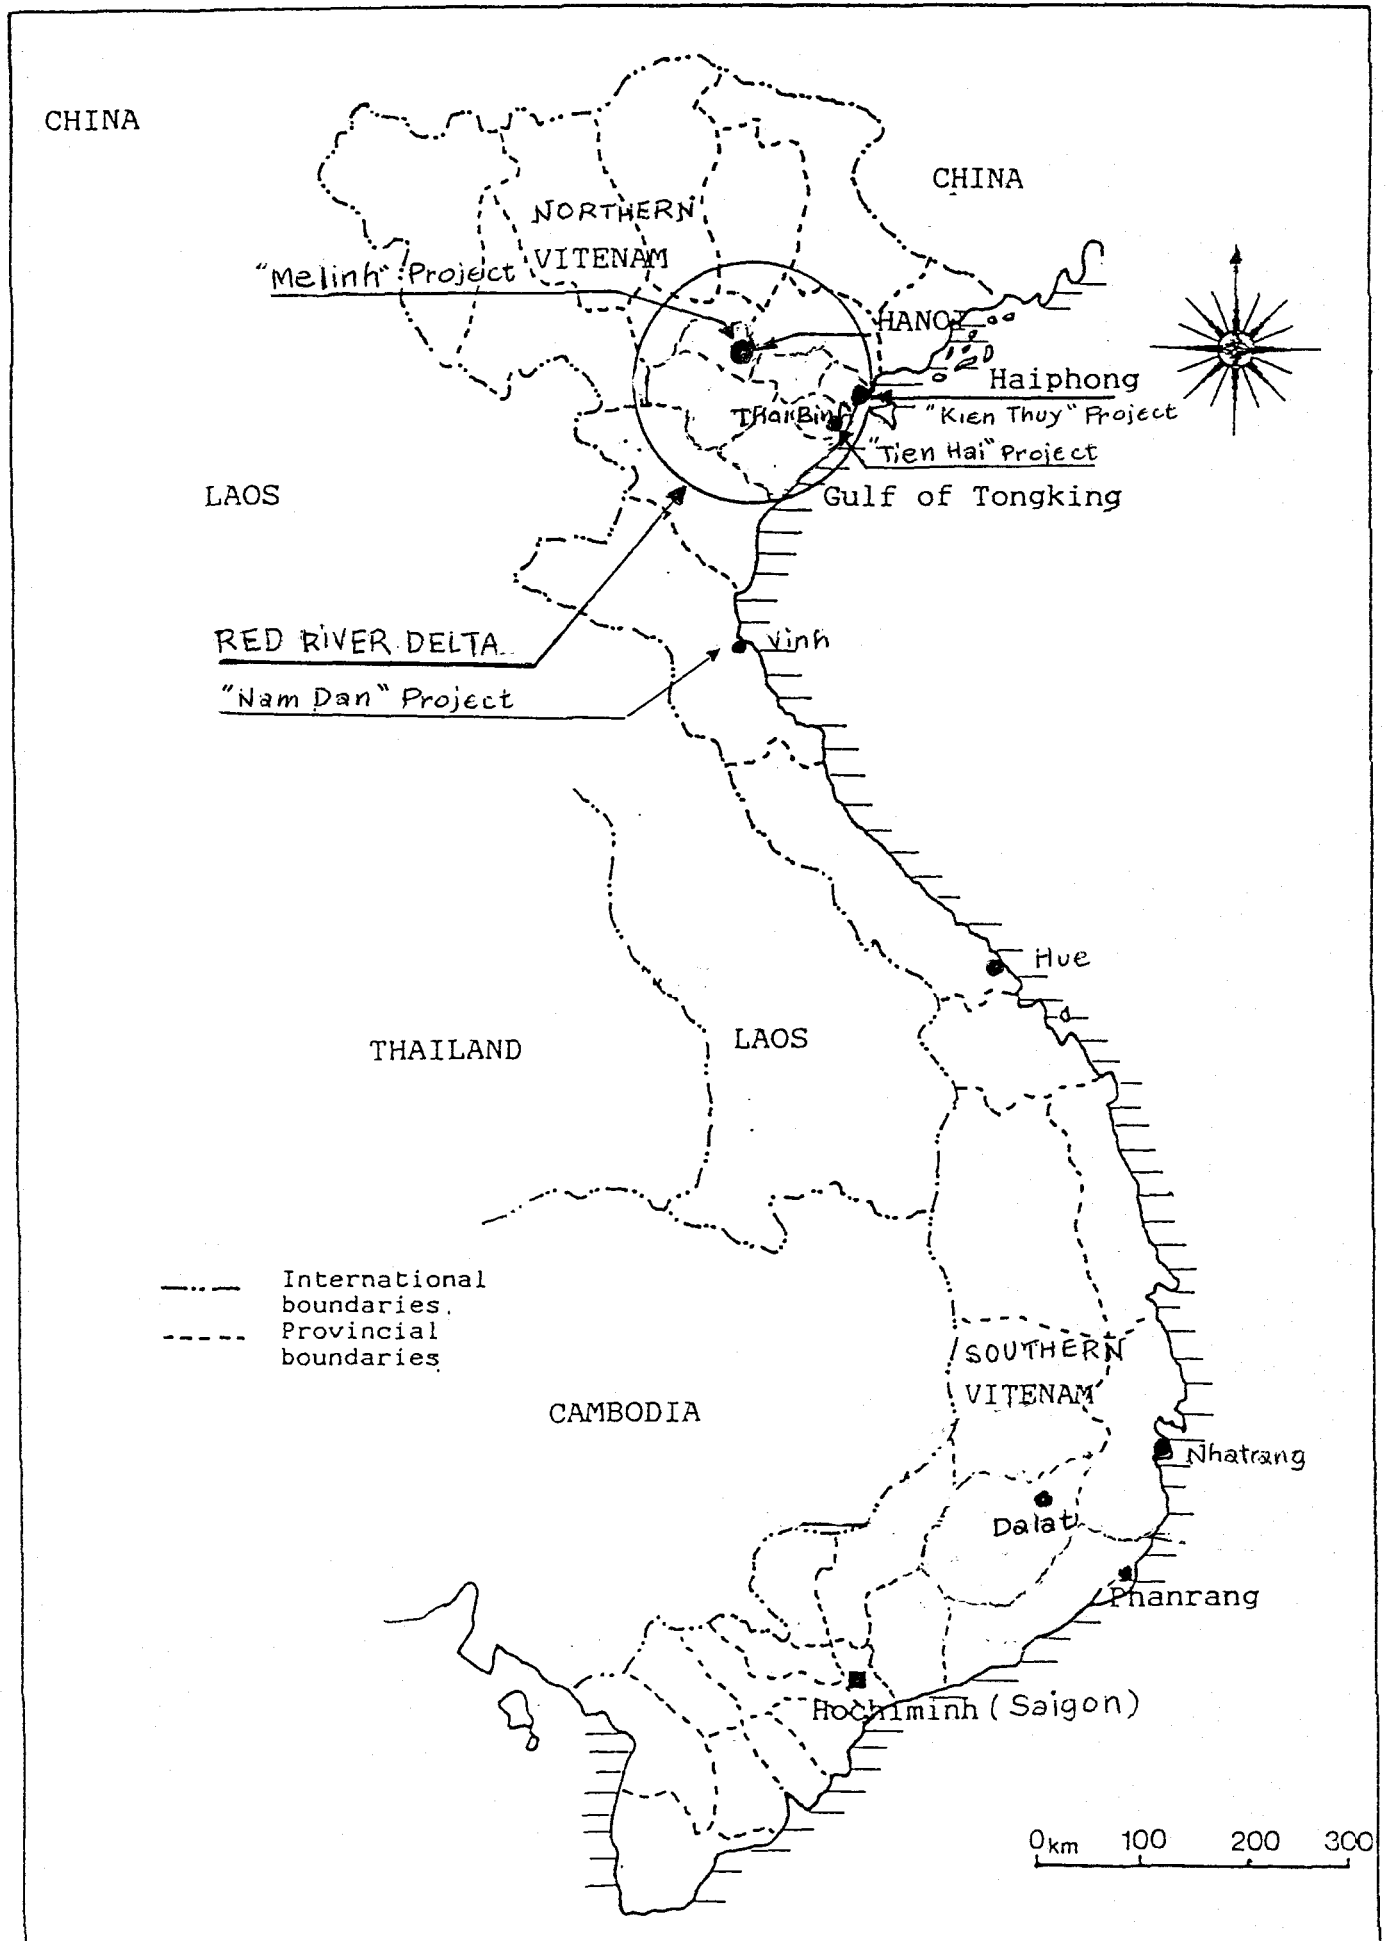 CHINA
CHINA
NORTHERN
VITENAM
"Melinh" Project
HANOI
Haiphong
ThaiBinh
"Kien Thuy" Project
"Tien Hai" Project
LAOS
Gulf of Tongking
RED RIVER DELTA
Vinh
"Nam Dan" Project
Hue
THAILAND
LAOS
International
boundaries.
Provincial
boundaries
SOUTHERN
VITENAM
CAMBODIA
Nhatrang
Dalat
Phanrang
Hochiminh (Saigon)
0km 100 200 300